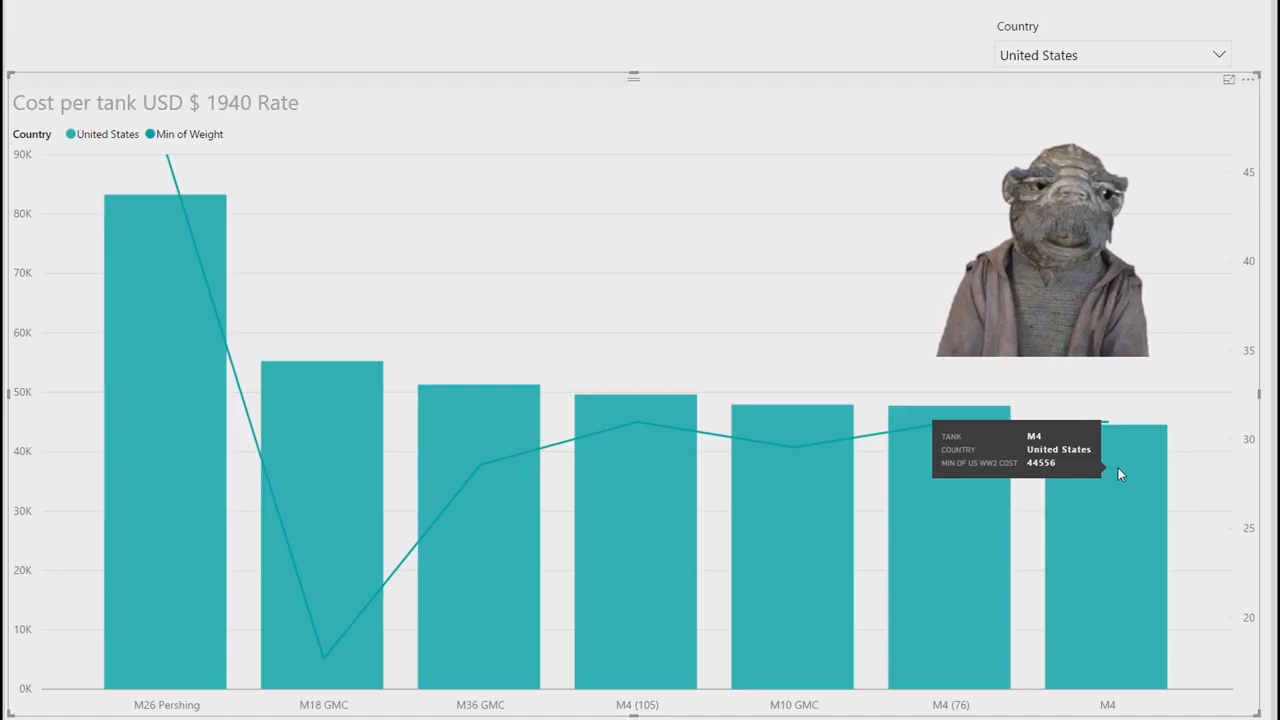 Country
United States
Cost per tank USD $ 1940 Rate
Country United States Min of Weight
90K
80K
70K
60K
50K
40K
30K
20K
10K
0K
45
40
35
30
25
20
TANK M4
COUNTRY United States
MIN OF US WW2 COST 44556
M26 Pershing M18 GMC M36 GMC M4 (105) M10 GMC M4 (76) M4